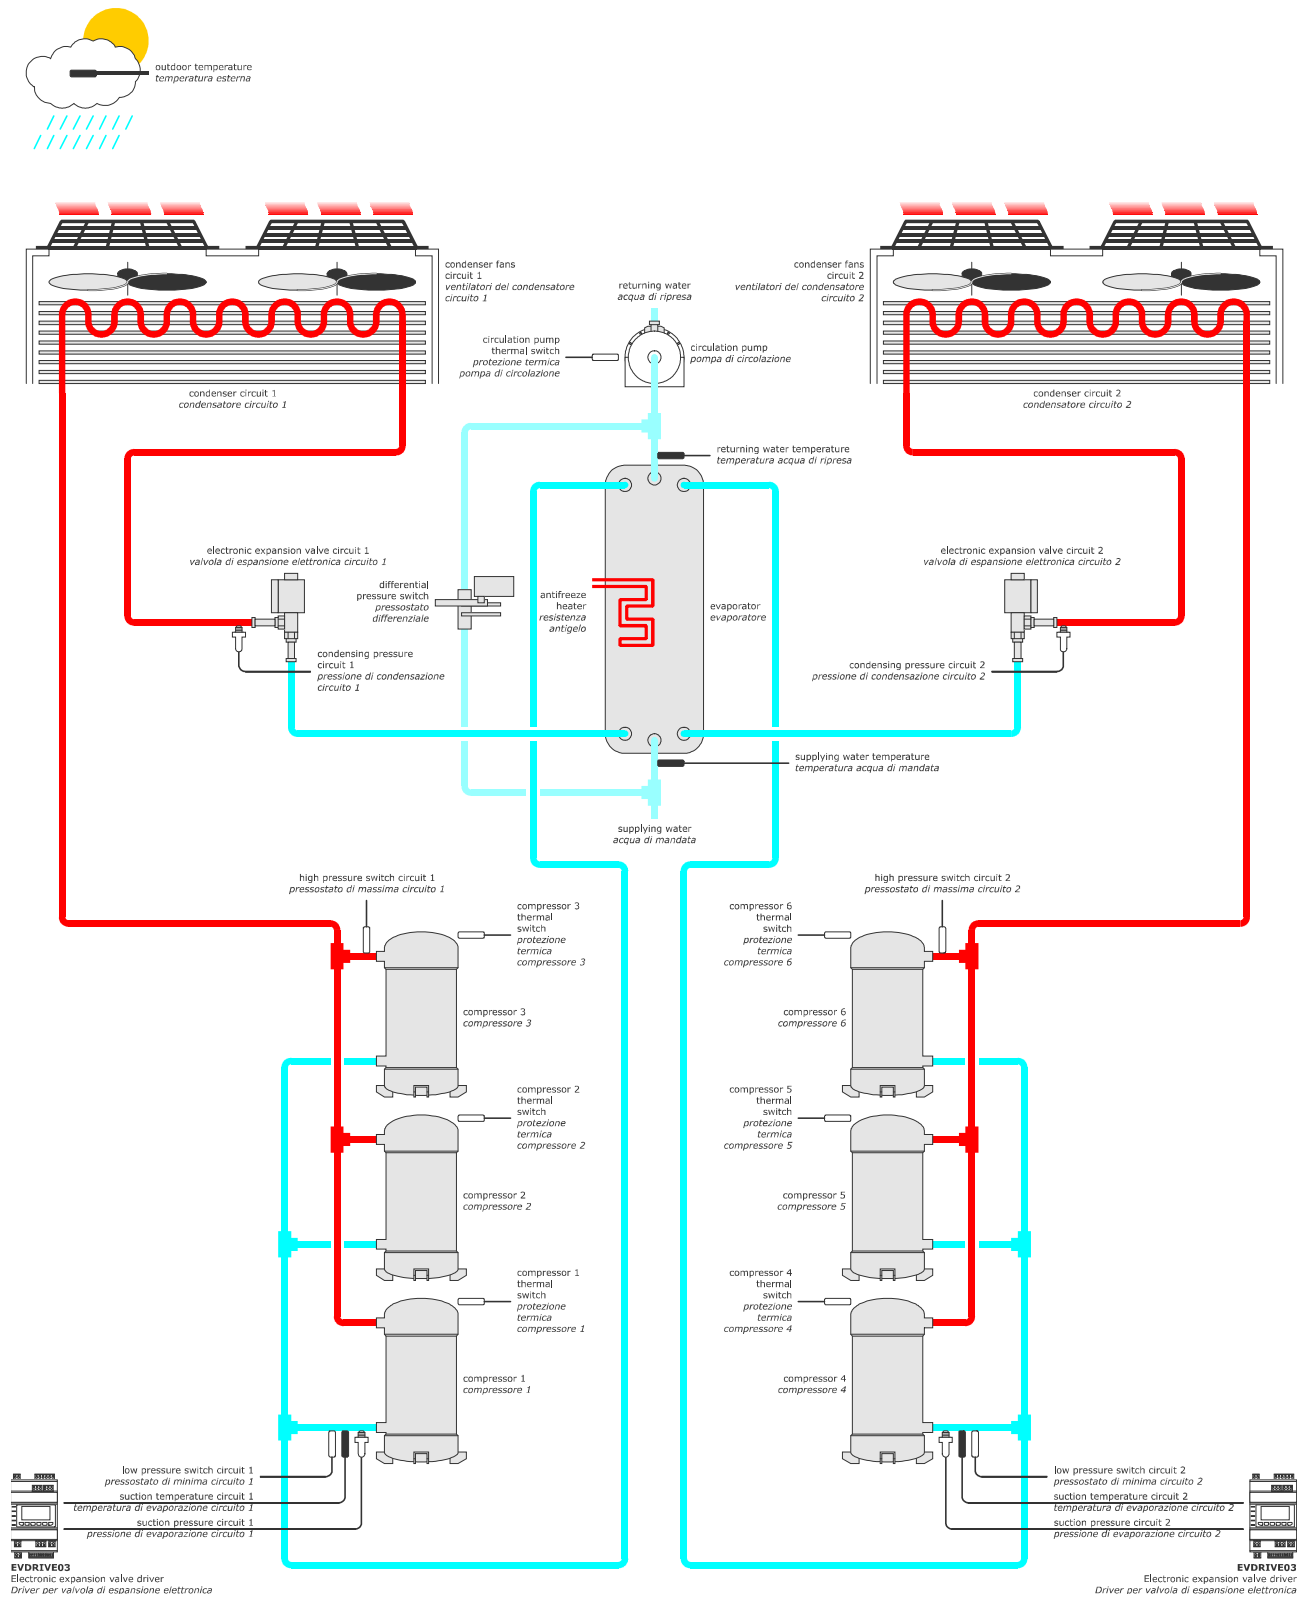 outdoor temperature
temperatura esterna
condenser fans
circuit 1
ventilatori del condensatore
circuito 1
returning water
acqua di ripresa
condenser fans
circuit 2
ventilatori del condensatore
circuito 2
circulation pump
thermal switch
protezione termica
pompa di circolazione
circulation pump
pompa di circolazione
condenser circuit 1
condensatore circuito 1
condenser circuit 2
condensatore circuito 2
returning water temperature
temperatura acqua di ripresa
electronic expansion valve circuit 1
valvola di espansione elettronica circuito 1
electronic expansion valve circuit 2
valvola di espansione elettronica circuito 2
differential
pressure switch
pressostato
differenziale
antifreeze
heater
resistenza
antigelo
evaporator
evaporatore
condensing pressure
circuit 1
pressione di condensazione
circuito 1
condensing pressure circuit 2
pressione di condensazione circuito 2
supplying water temperature
temperatura acqua di mandata
supplying water
acqua di mandata
high pressure switch circuit 1
pressostato di massima circuito 1
high pressure switch circuit 2
pressostato di massima circuito 2
compressor 3
thermal
switch
protezione
termica
compressore 3
compressor 6
thermal
switch
protezione
termica
compressore 6
compressor 3
compressore 3
compressor 6
compressore 6
compressor 2
thermal
switch
protezione
termica
compressore 2
compressor 5
thermal
switch
protezione
termica
compressore 5
compressor 2
compressore 2
compressor 5
compressore 5
compressor 1
thermal
switch
protezione
termica
compressore 1
compressor 4
thermal
switch
protezione
termica
compressore 4
compressor 1
compressore 1
compressor 4
compressore 4
low pressure switch circuit 1
pressostato di minima circuito 1
suction temperature circuit 1
temperatura di evaporazione circuito 1
suction pressure circuit 1
pressione di evaporazione circuito 1
low pressure switch circuit 2
pressostato di minima circuito 2
suction temperature circuit 2
temperatura di evaporazione circuito 2
suction pressure circuit 2
pressione di evaporazione circuito 2
EVDRIVE03
Electronic expansion valve driver
Driver per valvola di espansione elettronica
EVDRIVE03
Electronic expansion valve driver
Driver per valvola di espansione elettronica